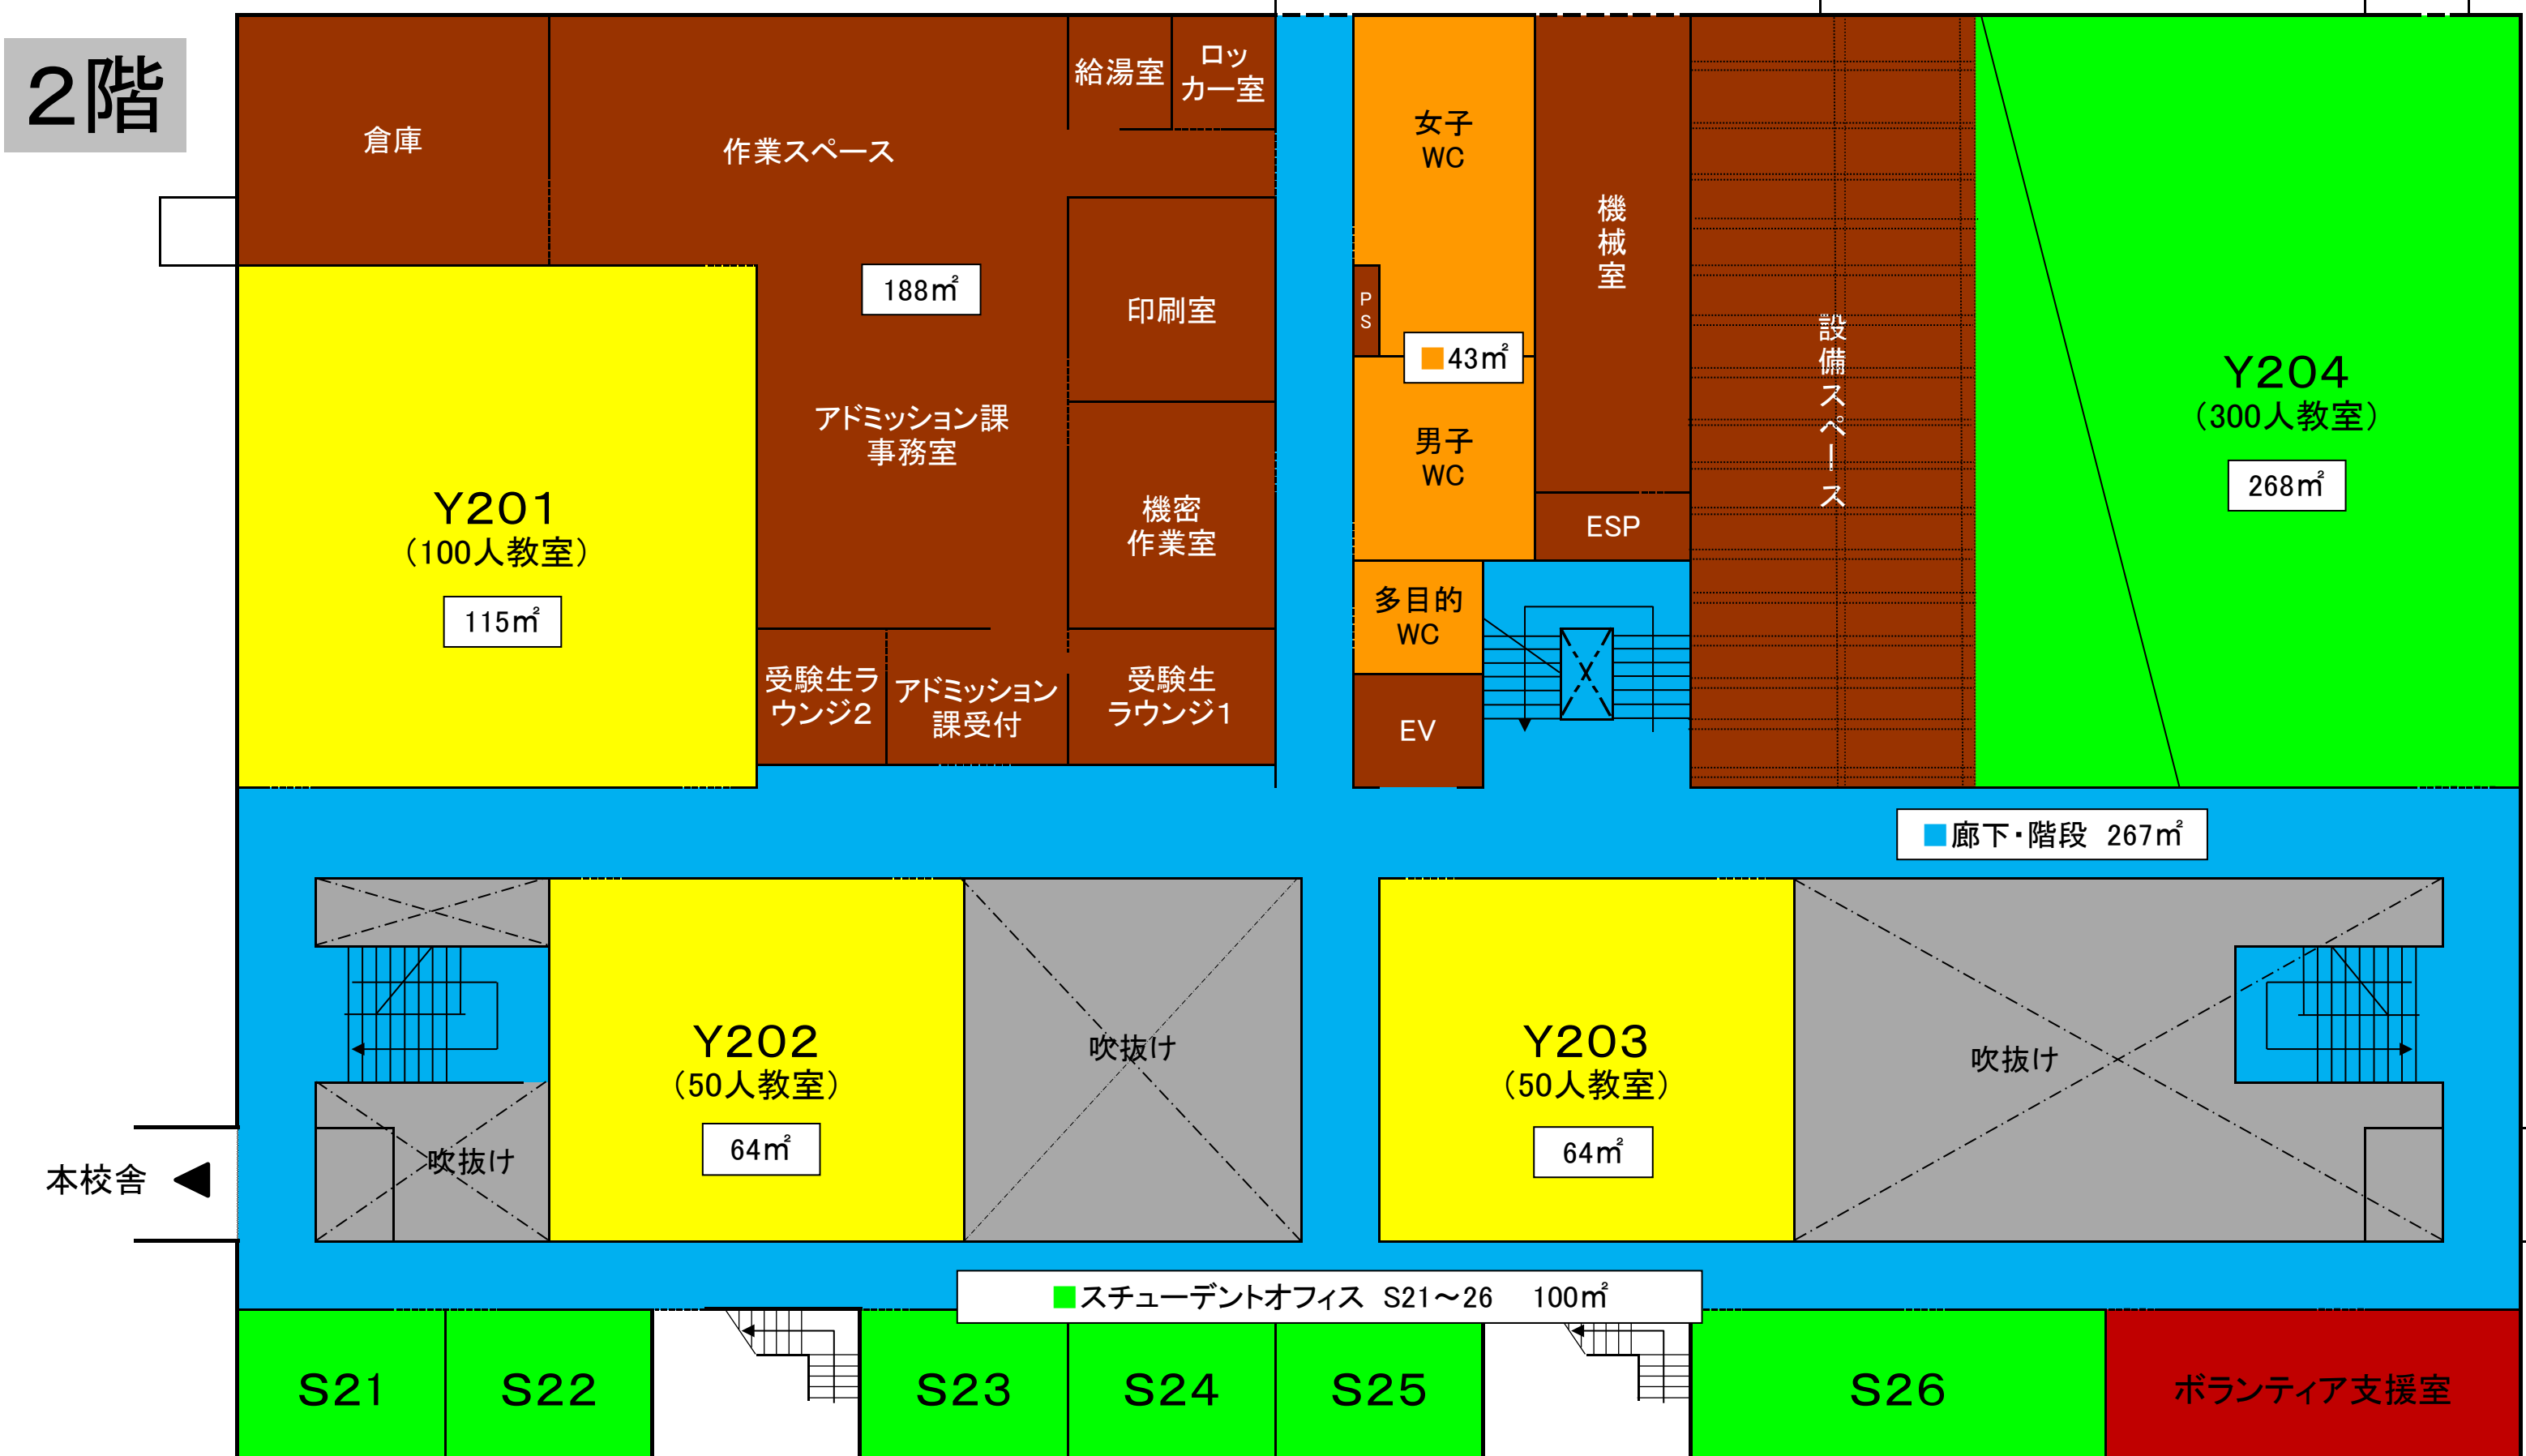 2階
倉庫
作業スペース
給湯室
ロッ
カー室
188㎡
印刷室
アドミッション課
事務室
機密
作業室
受験生ラ
ウンジ2
アドミッション
課受付
受験生
ラウンジ1
Y201
(100人教室)
115㎡
女子
WC
PS
■43㎡
男子
WC
多目的
WC
EV
機械室
ESP
設備スペース
Y204
(300人教室)
268㎡
■廊下・階段 267㎡
Y202
(50人教室)
64㎡
吹抜け
Y203
(50人教室)
64㎡
吹抜け
吹抜け
本校舎 ◀
■スチューデントオフィス S21～26 100㎡
S21
S22
S23
S24
S25
S26
ボランティア支援室